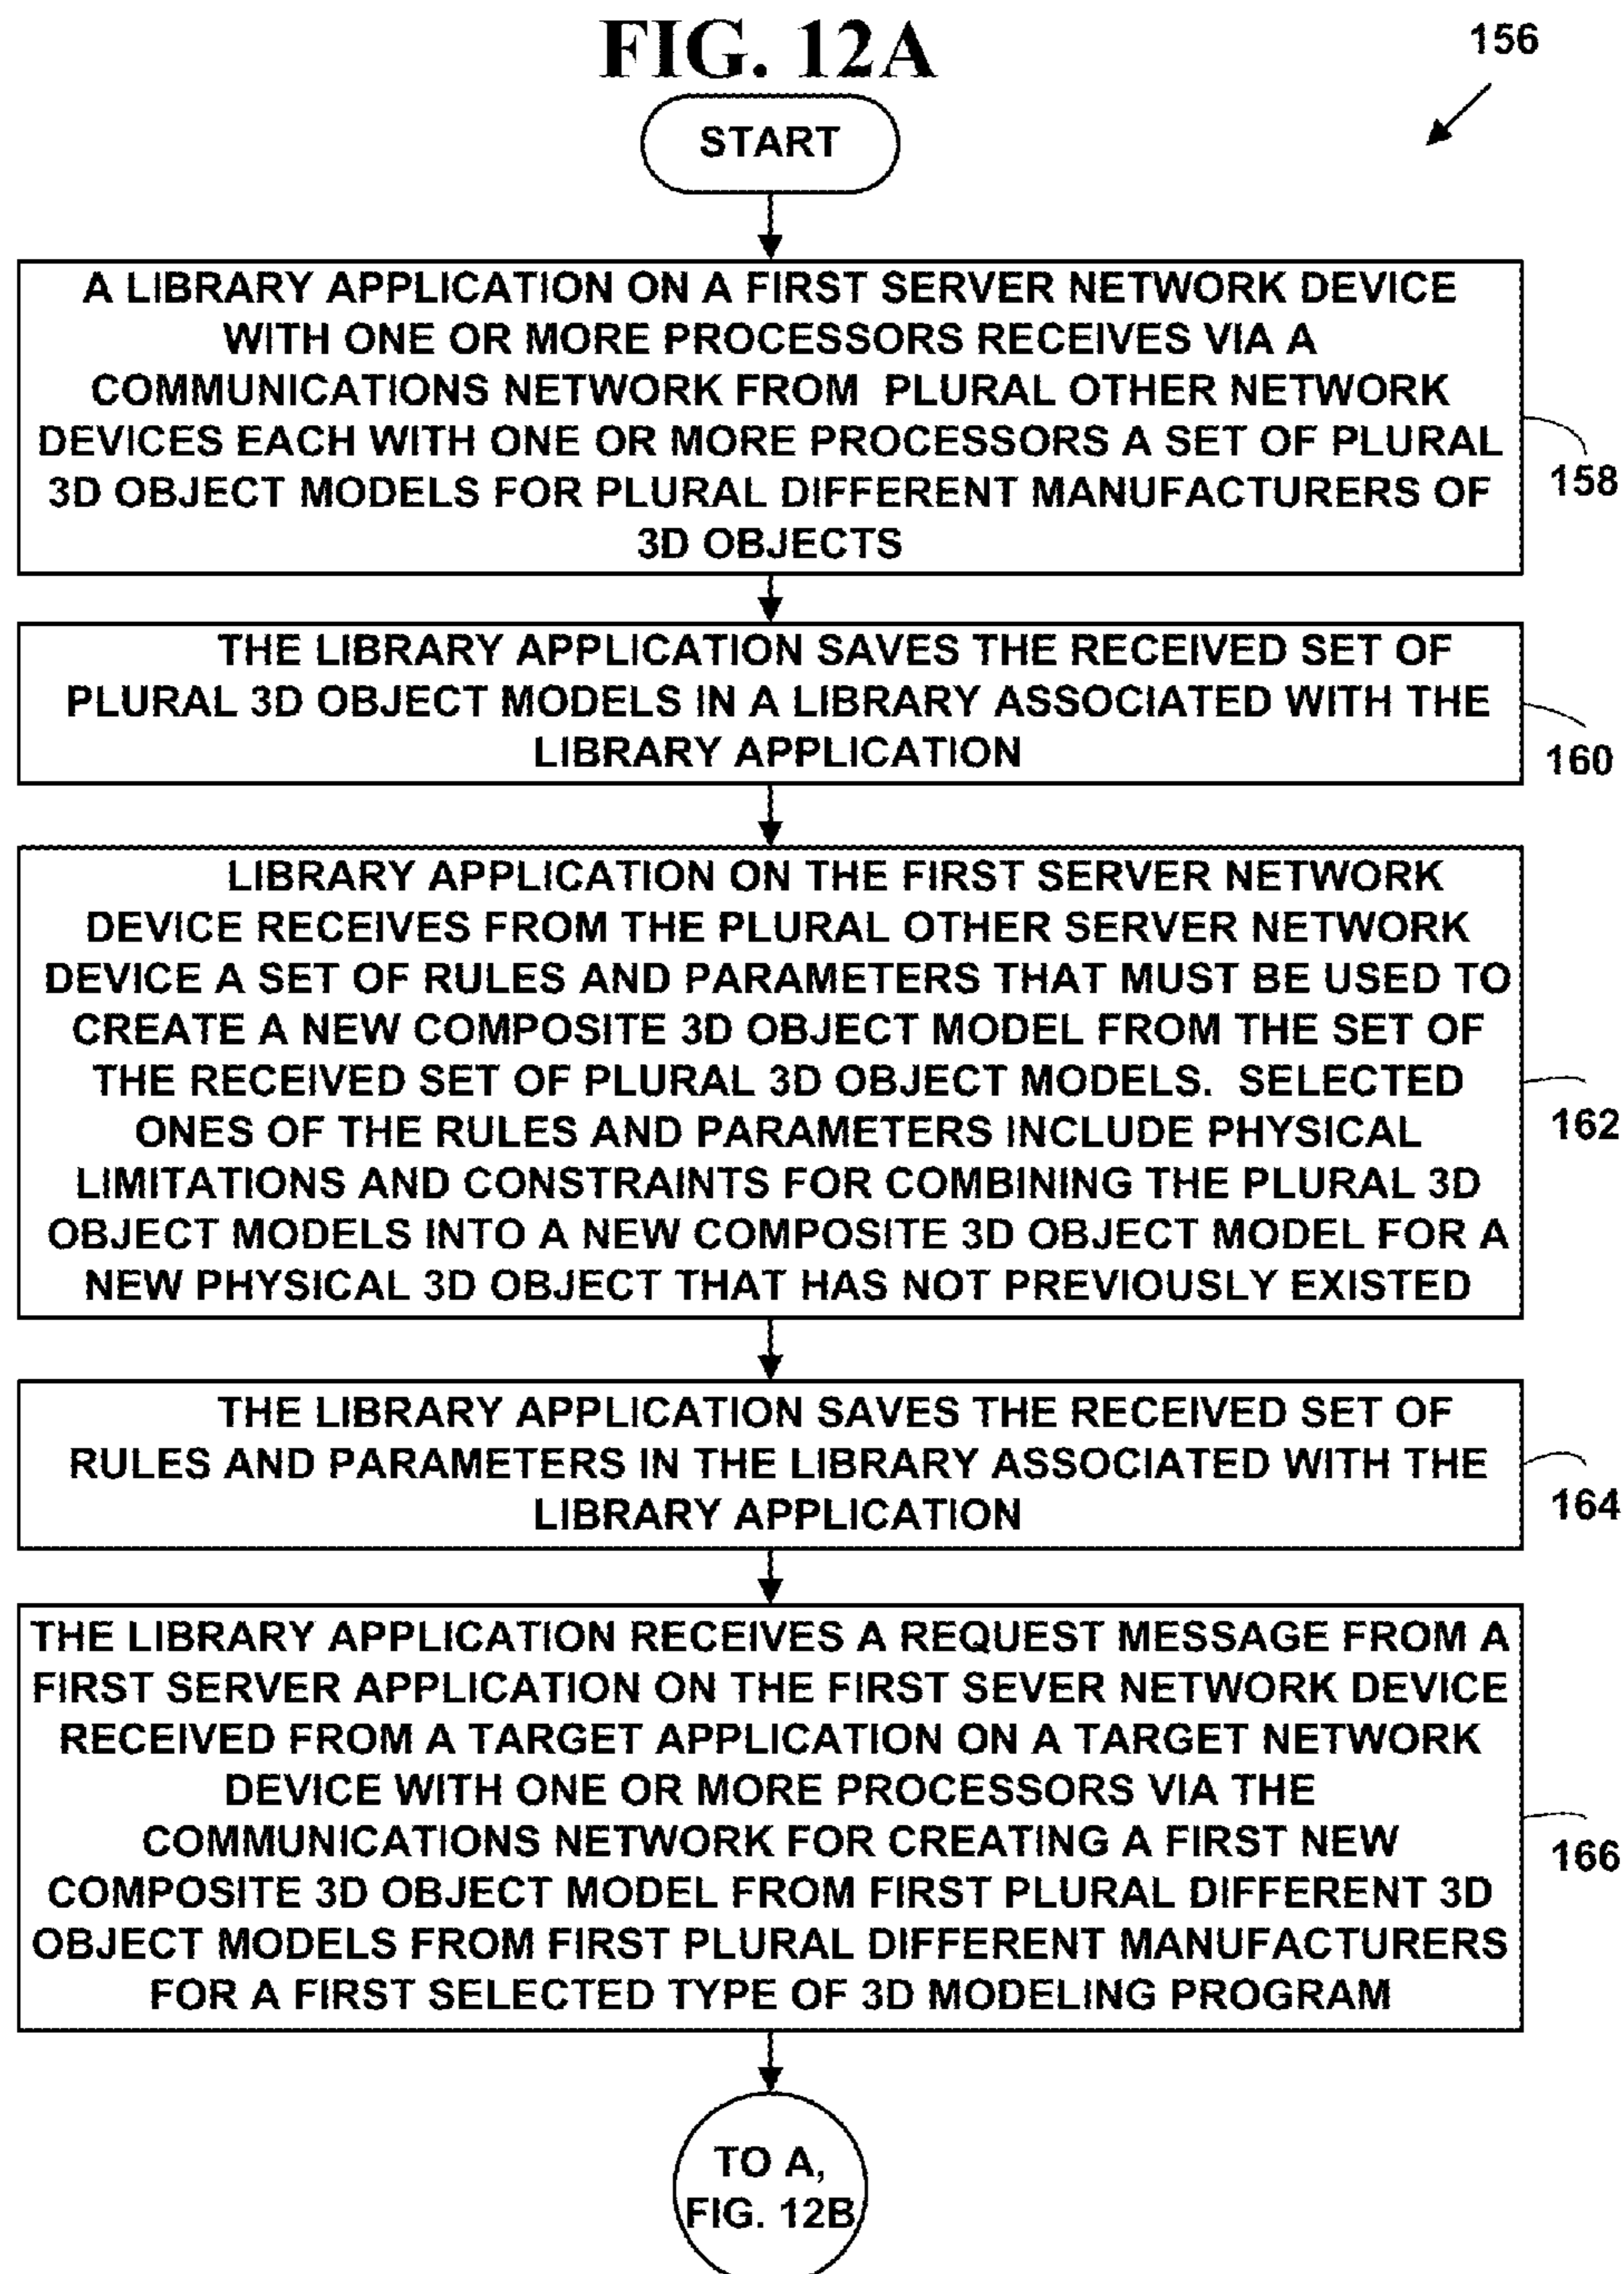 FIG. 12A
156
START
A LIBRARY APPLICATION ON A FIRST SERVER NETWORK DEVICE
WITH ONE OR MORE PROCESSORS RECEIVES VIA A
COMMUNICATIONS NETWORK FROM PLURAL OTHER NETWORK
DEVICES EACH WITH ONE OR MORE PROCESSORS A SET OF PLURAL
3D OBJECT MODELS FOR PLURAL DIFFERENT MANUFACTURERS OF
3D OBJECTS
158
THE LIBRARY APPLICATION SAVES THE RECEIVED SET OF
PLURAL 3D OBJECT MODELS IN A LIBRARY ASSOCIATED WITH THE
LIBRARY APPLICATION
160
LIBRARY APPLICATION ON THE FIRST SERVER NETWORK
DEVICE RECEIVES FROM THE PLURAL OTHER SERVER NETWORK
DEVICE A SET OF RULES AND PARAMETERS THAT MUST BE USED TO
CREATE A NEW COMPOSITE 3D OBJECT MODEL FROM THE SET OF
THE RECEIVED SET OF PLURAL 3D OBJECT MODELS. SELECTED
ONES OF THE RULES AND PARAMETERS INCLUDE PHYSICAL
LIMITATIONS AND CONSTRAINTS FOR COMBINING THE PLURAL 3D
OBJECT MODELS INTO A NEW COMPOSITE 3D OBJECT MODEL FOR A
NEW PHYSICAL 3D OBJECT THAT HAS NOT PREVIOUSLY EXISTED
162
THE LIBRARY APPLICATION SAVES THE RECEIVED SET OF
RULES AND PARAMETERS IN THE LIBRARY ASSOCIATED WITH THE
LIBRARY APPLICATION
164
THE LIBRARY APPLICATION RECEIVES A REQUEST MESSAGE FROM A
FIRST SERVER APPLICATION ON THE FIRST SEVER NETWORK DEVICE
RECEIVED FROM A TARGET APPLICATION ON A TARGET NETWORK
DEVICE WITH ONE OR MORE PROCESSORS VIA THE
COMMUNICATIONS NETWORK FOR CREATING A FIRST NEW
COMPOSITE 3D OBJECT MODEL FROM FIRST PLURAL DIFFERENT 3D
OBJECT MODELS FROM FIRST PLURAL DIFFERENT MANUFACTURERS
FOR A FIRST SELECTED TYPE OF 3D MODELING PROGRAM
166
TO A,
FIG. 12B